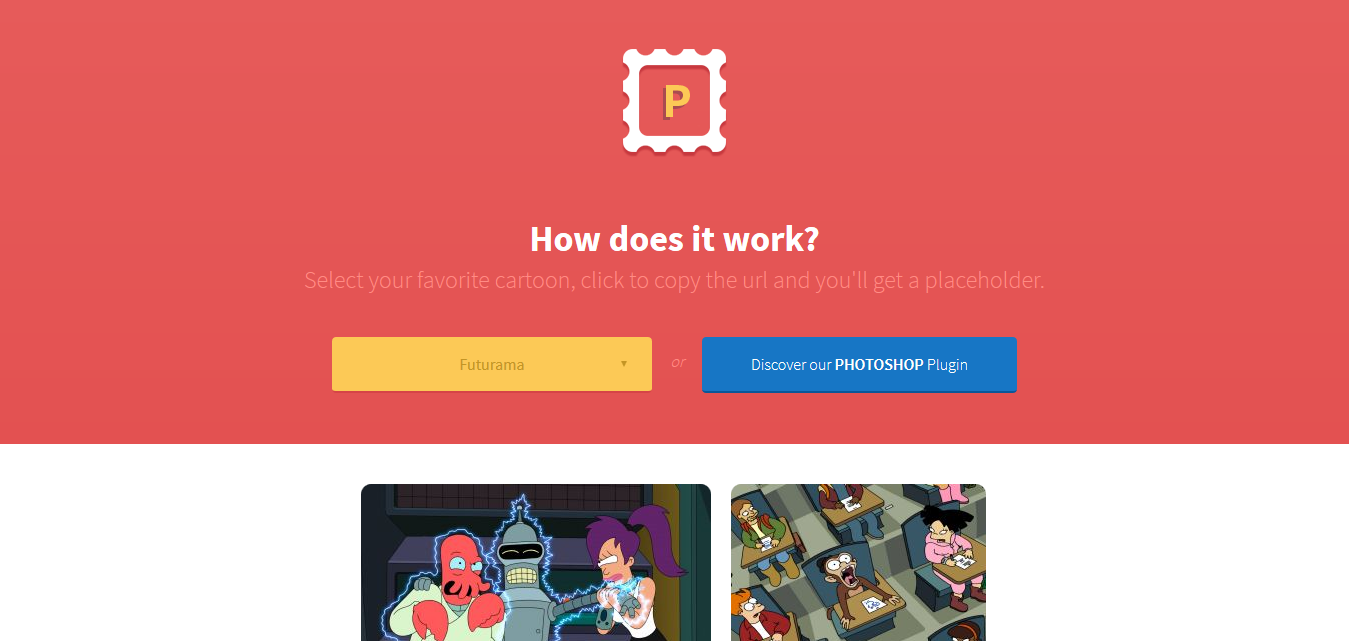 P
How does it work?
Select your favorite cartoon, click to copy the url and you'll get a placeholder.
Futurama
or
Discover our PHOTOSHOP Plugin